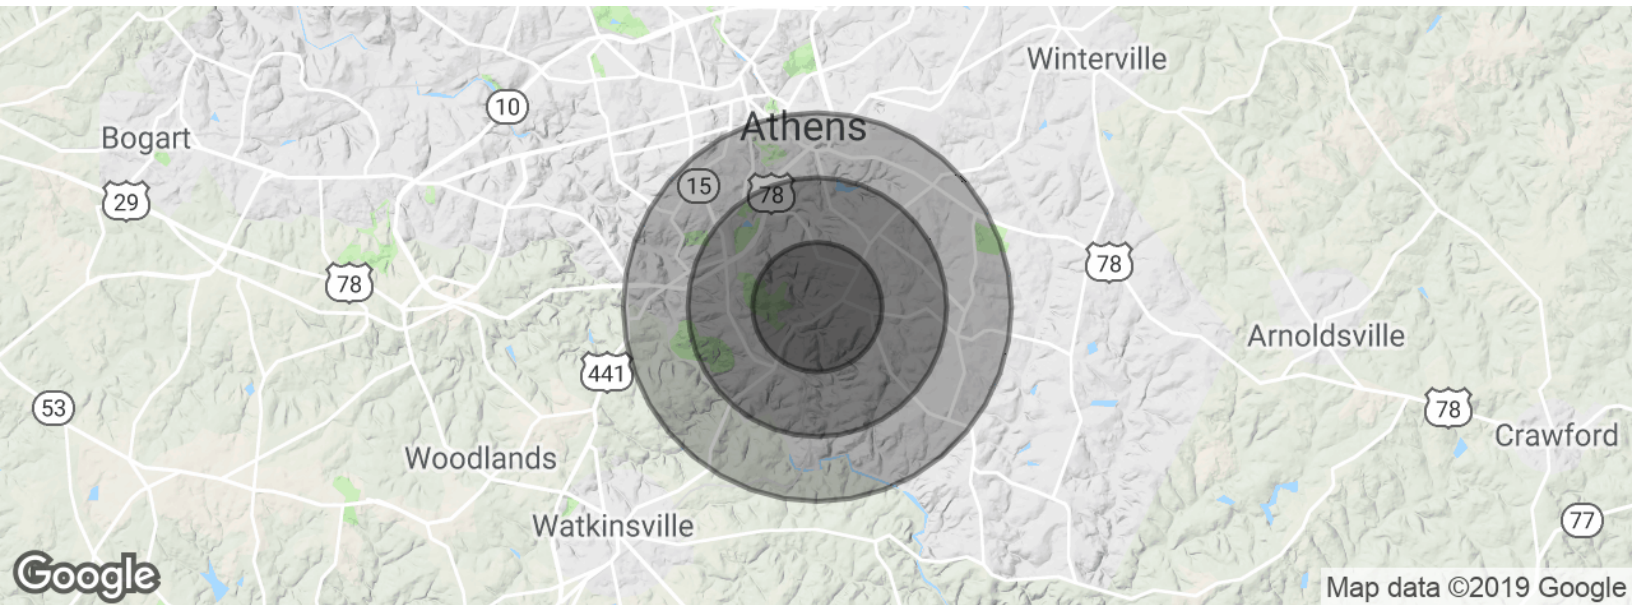 Winterville
10
Athens
Bogart
15
78
29
78
78
Arnoldsville
441
53
78
Crawford
Woodlands
Watkinsville
77
Google
Map data ©2019 Google